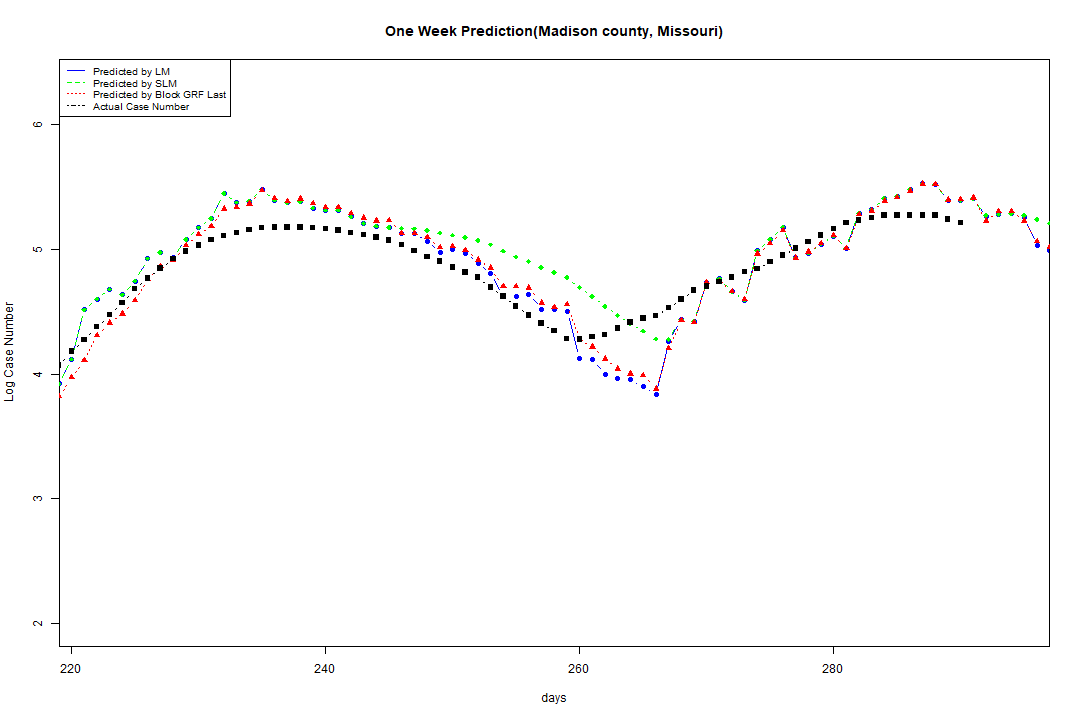 One Week Prediction(Madison county, Missouri)
Predicted by LM
Predicted by SLM
Predicted by Block GRF Last
Actual Case Number
Log Case Number
6
5
4
3
2
220 240 260 280
days